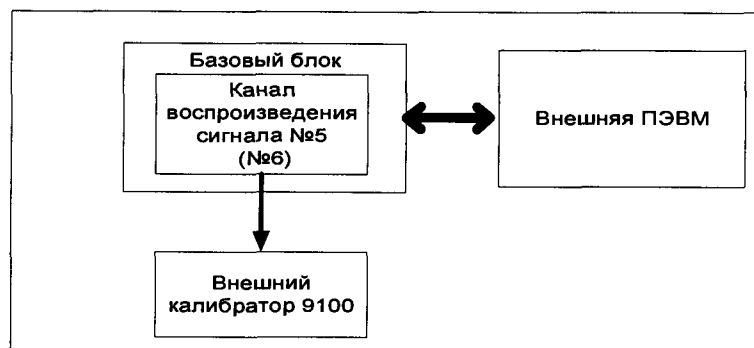 Базовый блок
Канал
воспроизведения
сигнала №5
(№6)
Внешняя ПЭВМ
Внешний
калибратор 9100